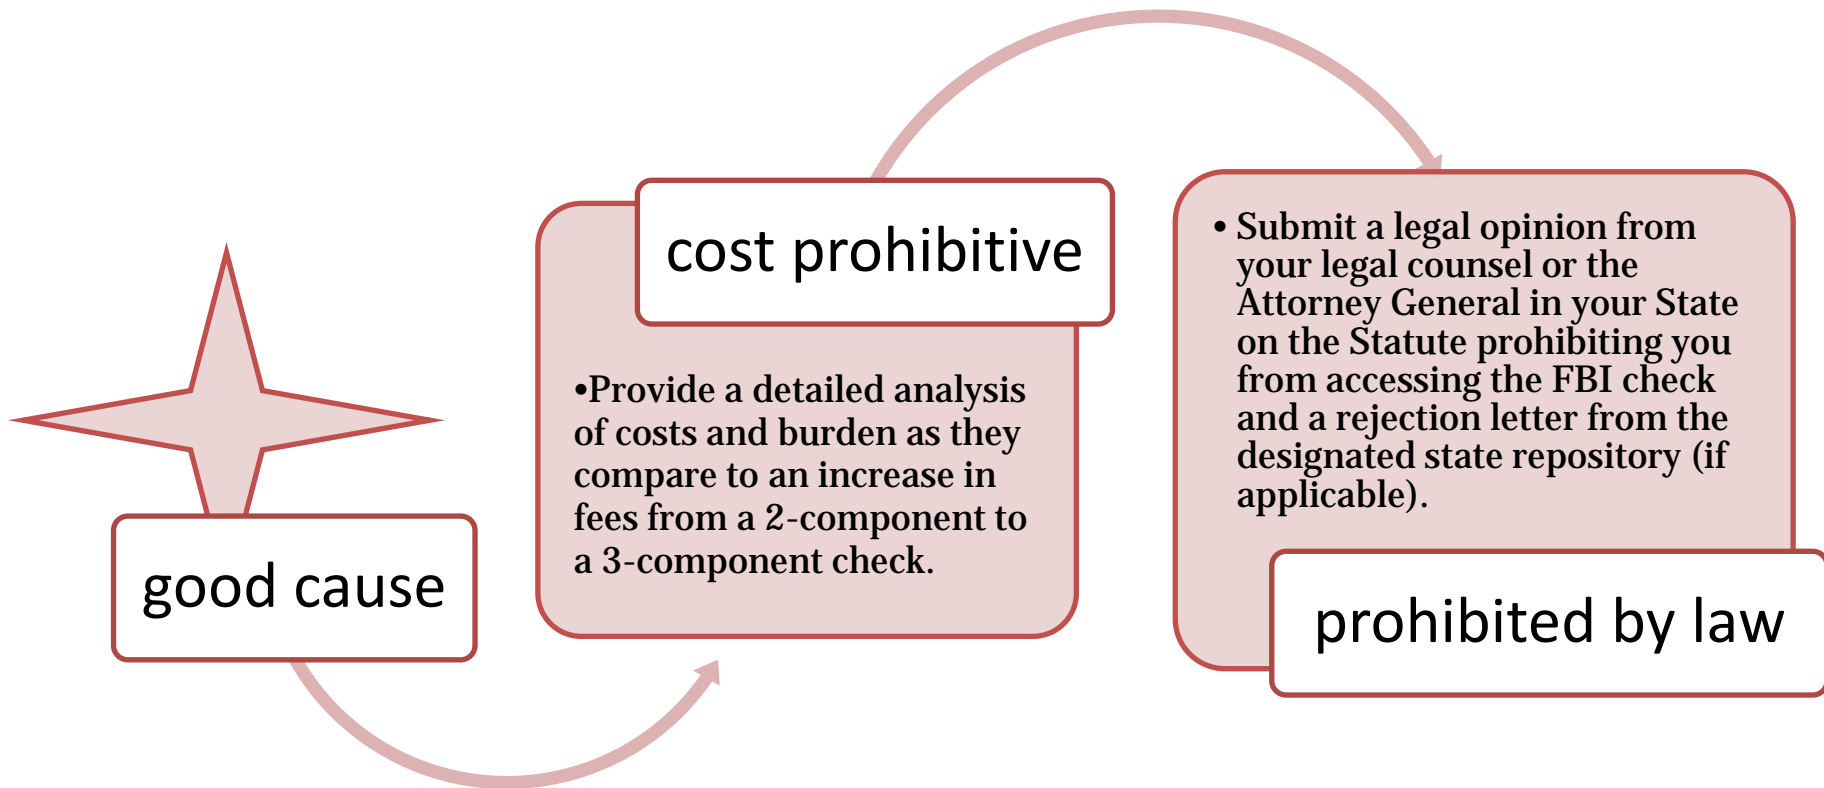 good cause
cost prohibitive
•Provide a detailed analysis
of costs and burden as they
compare to an increase in
fees from a 2-component to
a 3-component check.
• Submit a legal opinion from
your legal counsel or the
Attorney General in your State
on the Statute prohibiting you
from accessing the FBI check
and a rejection letter from the
designated state repository (if
applicable).
prohibited by law